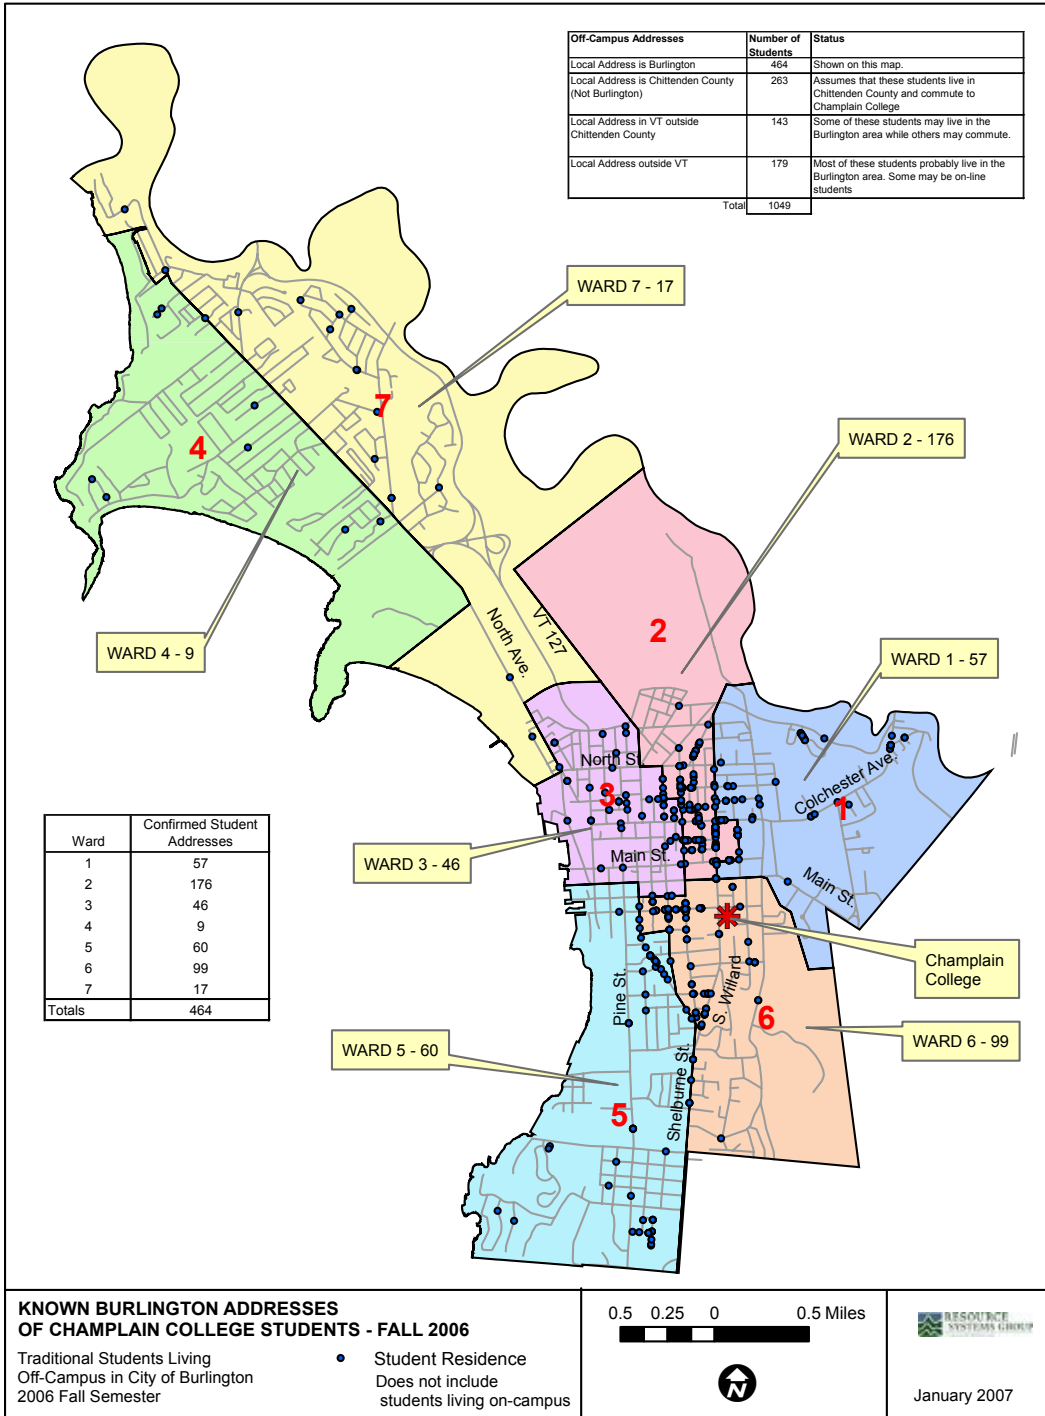 Off-Campus Addresses Number of Students Status
Local Address is Burlington 464 Shown on this map.
Local Address is Chittenden County (Not Burlington) 263 Assumes that these students live in Chittenden County and commute to Champlain College
Local Address in VT outside Chittenden County 143 Some of these students may live in the Burlington area while others may commute.
Local Address outside VT 179 Most of these students probably live in the Burlington area. Some may be on-line students
Total 1049
WARD 7 - 17
7
WARD 2 - 176
4
2
VT 127
North Ave.
WARD 4 - 9
WARD 1 - 57
North St.
Colchester Ave.
3
1
WARD 3 - 46
Main St.
Main St.
Ward Confirmed Student Addresses
1 57
2 176
3 46
4 9
5 60
6 99
7 17
Totals 464
Champlain
College
Pine St.
S. Willard
6
WARD 6 - 99
WARD 5 - 60
Shelburne St.
5
KNOWN BURLINGTON ADDRESSES
OF CHAMPLAIN COLLEGE STUDENTS - FALL 2006
Traditional Students Living
Off-Campus in City of Burlington
2006 Fall Semester
Student Residence
Does not include
students living on-campus
0.5 0.25 0 0.5 Miles
N
RESOURCE
SYSTEMS GROUP
January 2007